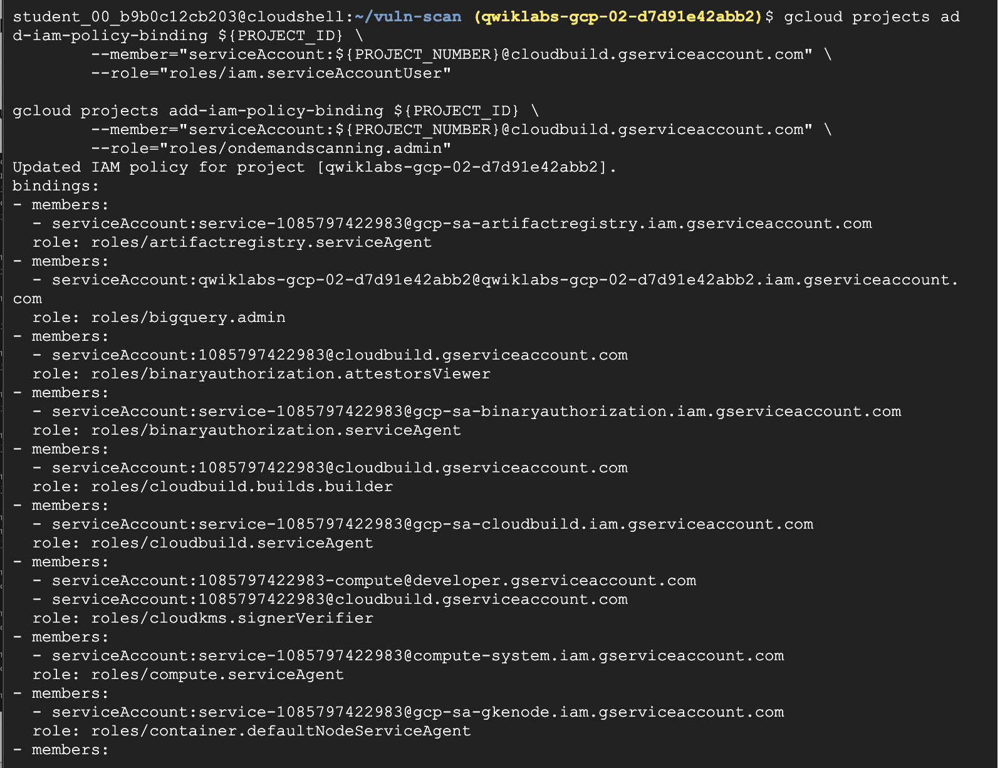 student_00_b9b0c12cb203@cloudshell:~/vuln-scan (qwiklabs-gcp-02-d7d91e42abb2)$ gcloud projects ad
d-iam-policy-binding ${PROJECT_ID} \
        --member="serviceAccount:${PROJECT_NUMBER}@cloudbuild.gserviceaccount.com" \
        --role="roles/iam.serviceAccountUser"

gcloud projects add-iam-policy-binding ${PROJECT_ID} \
        --member="serviceAccount:${PROJECT_NUMBER}@cloudbuild.gserviceaccount.com" \
        --role="roles/ondemandscanning.admin"
Updated IAM policy for project [qwiklabs-gcp-02-d7d91e42abb2].
bindings:
- members:
  - serviceAccount:service-1085797422983@gcp-sa-artifactregistry.iam.gserviceaccount.com
  role: roles/artifactregistry.serviceAgent
- members:
  - serviceAccount:qwiklabs-gcp-02-d7d91e42abb2@qwiklabs-gcp-02-d7d91e42abb2.iam.gserviceaccount.
com
  role: roles/bigquery.admin
- members:
  - serviceAccount:1085797422983@cloudbuild.gserviceaccount.com
  role: roles/binaryauthorization.attestorsViewer
- members:
  - serviceAccount:service-1085797422983@gcp-sa-binaryauthorization.iam.gserviceaccount.com
  role: roles/binaryauthorization.serviceAgent
- members:
  - serviceAccount:1085797422983@cloudbuild.gserviceaccount.com
  role: roles/cloudbuild.builds.builder
- members:
  - serviceAccount:service-1085797422983@gcp-sa-cloudbuild.iam.gserviceaccount.com
  role: roles/cloudbuild.serviceAgent
- members:
  - serviceAccount:1085797422983-compute@developer.gserviceaccount.com
  - serviceAccount:1085797422983@cloudbuild.gserviceaccount.com
  role: roles/cloudkms.signerVerifier
- members:
  - serviceAccount:service-1085797422983@compute-system.iam.gserviceaccount.com
  role: roles/compute.serviceAgent
- members:
  - serviceAccount:service-1085797422983@gcp-sa-gkenode.iam.gserviceaccount.com
  role: roles/container.defaultNodeServiceAgent
- members: